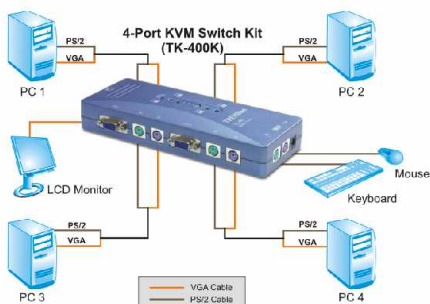 4-Port KVM Switch Kit
(TK-400K)
PS/2
VGA
PC 1
PS/2
VGA
PC 2
LCD Monitor
Mouse
Keyboard
PS/2
VGA
PC 3
PS/2
VGA
PC 4
VGA Cable
PS/2 Cable